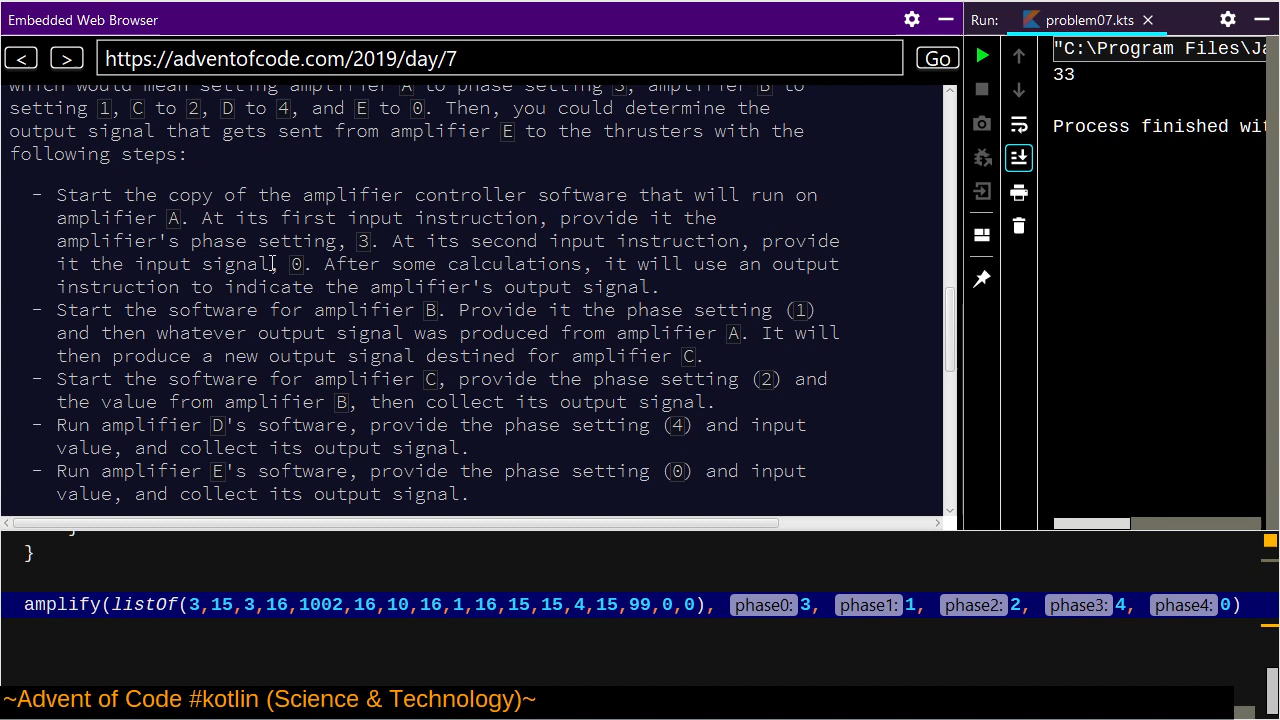 Embedded Web Browser
< > https://adventofcode.com/2019/day/7 Go
which would mean setting amplifier A to phase setting 3, amplifier B to
setting 1, C to 2, D to 4, and E to 0. Then, you could determine the
output signal that gets sent from amplifier E to the thrusters with the
following steps:
- Start the copy of the amplifier controller software that will run on
amplifier A. At its first input instruction, provide it the
amplifier's phase setting, 3. At its second input instruction, provide
it the input signal, 0. After some calculations, it will use an output
instruction to indicate the amplifier's output signal.
- Start the software for amplifier B. Provide it the phase setting (1)
and then whatever output signal was produced from amplifier A. It will
then produce a new output signal destined for amplifier C.
- Start the software for amplifier C, provide the phase setting (2) and
the value from amplifier B, then collect its output signal.
- Run amplifier D's software, provide the phase setting (4) and input
value, and collect its output signal.
- Run amplifier E's software, provide the phase setting (0) and input
value, and collect its output signal.
Run: problem07.kts
"C:\Program Files\Ja
33
Process finished wit
}
}
amplify(listOf(3,15,3,16,1002,16,10,16,1,16,15,15,4,15,99,0,0), phase0: 3, phase1: 1, phase2: 2, phase3: 4, phase4: 0)
~Advent of Code #kotlin (Science & Technology)~